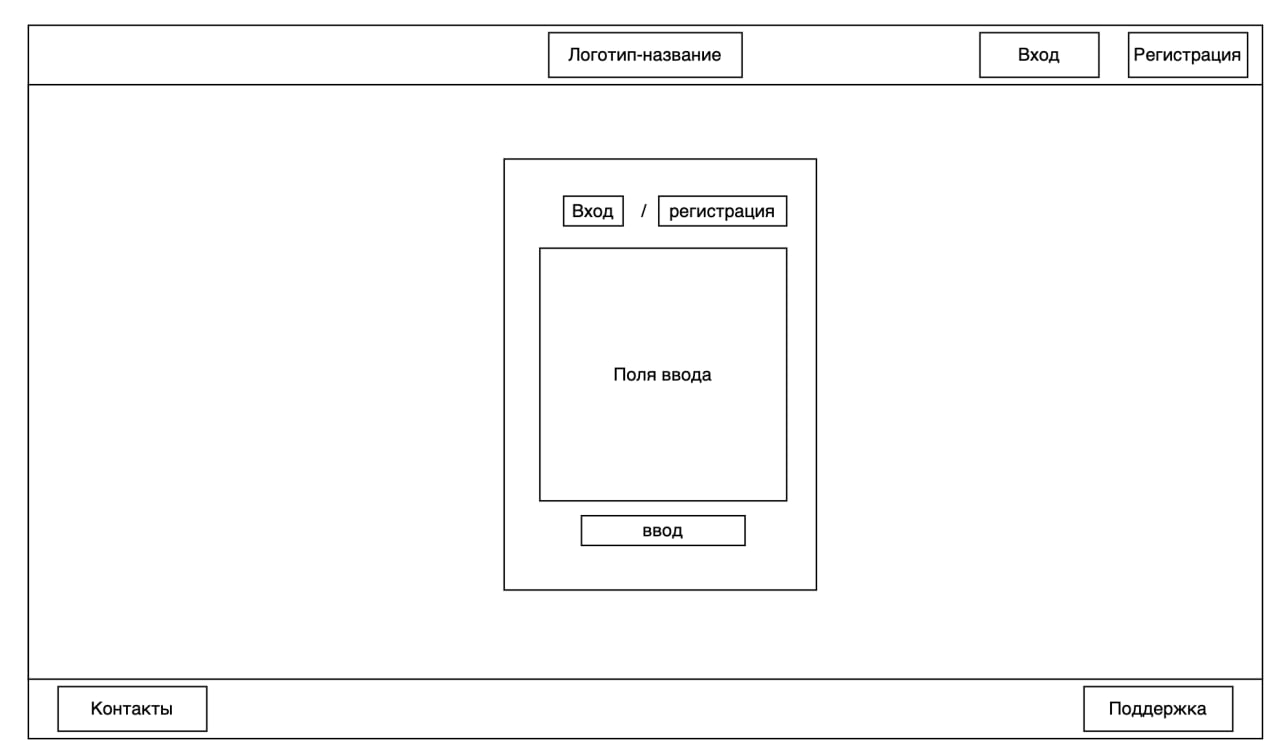 Логотип-название
Вход
Регистрация
Вход / регистрация
Поля ввода
ввод
Контакты
Поддержка